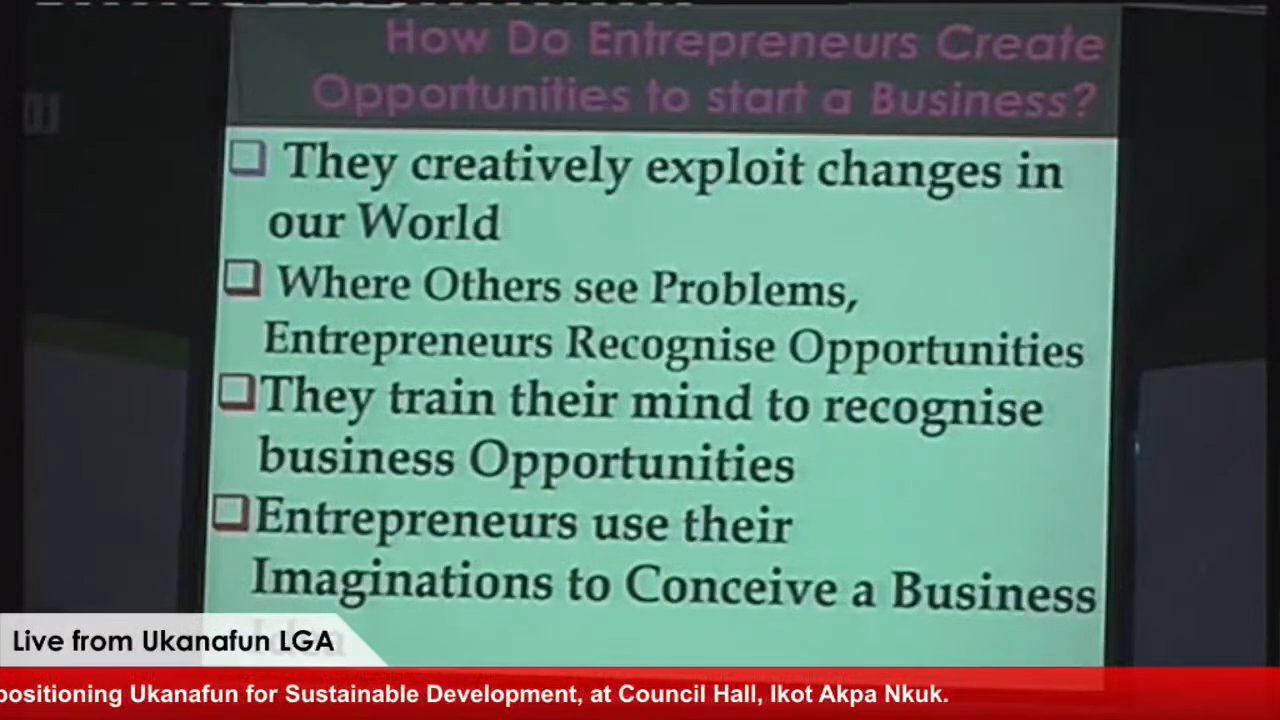 How Do Entrepreneurs Create
Opportunities to start a Business?
They creatively exploit changes in
our World
Where Others see Problems,
Entrepreneurs Recognise Opportunities
They train their mind to recognise
business Opportunities
Entrepreneurs use their
Imaginations to Conceive a Business
Live from Ukanafun LGA
positioning Ukanafun for Sustainable Development, at Council Hall, Ikot Akpa Nkuk.